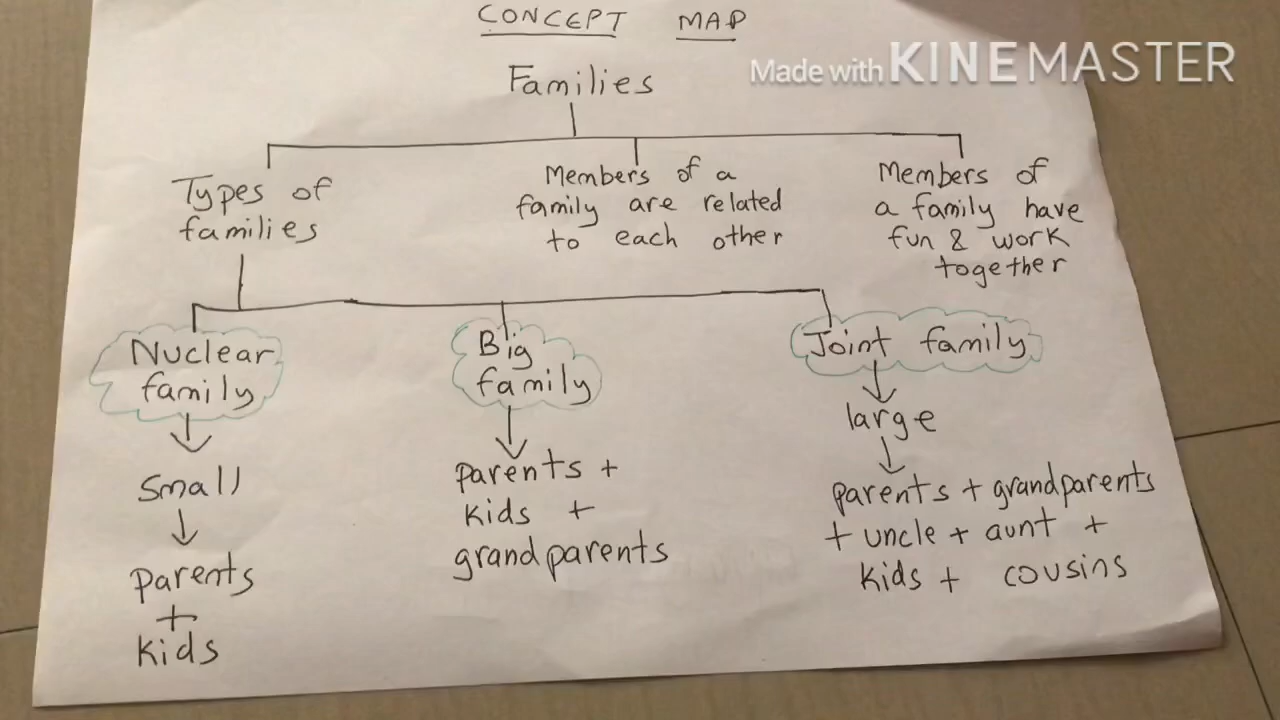 CONCEPT MAP
Made with KINEMASTER
Families
Types of
families
Members of a
family are related
to each other
Members of
a family have
fun & work
together
Nuclear
family
Small
parents
+
kids
Big
family
parents +
kids +
grandparents
Joint family
large
parents + grandparents
+ uncle + aunt +
kids + cousins